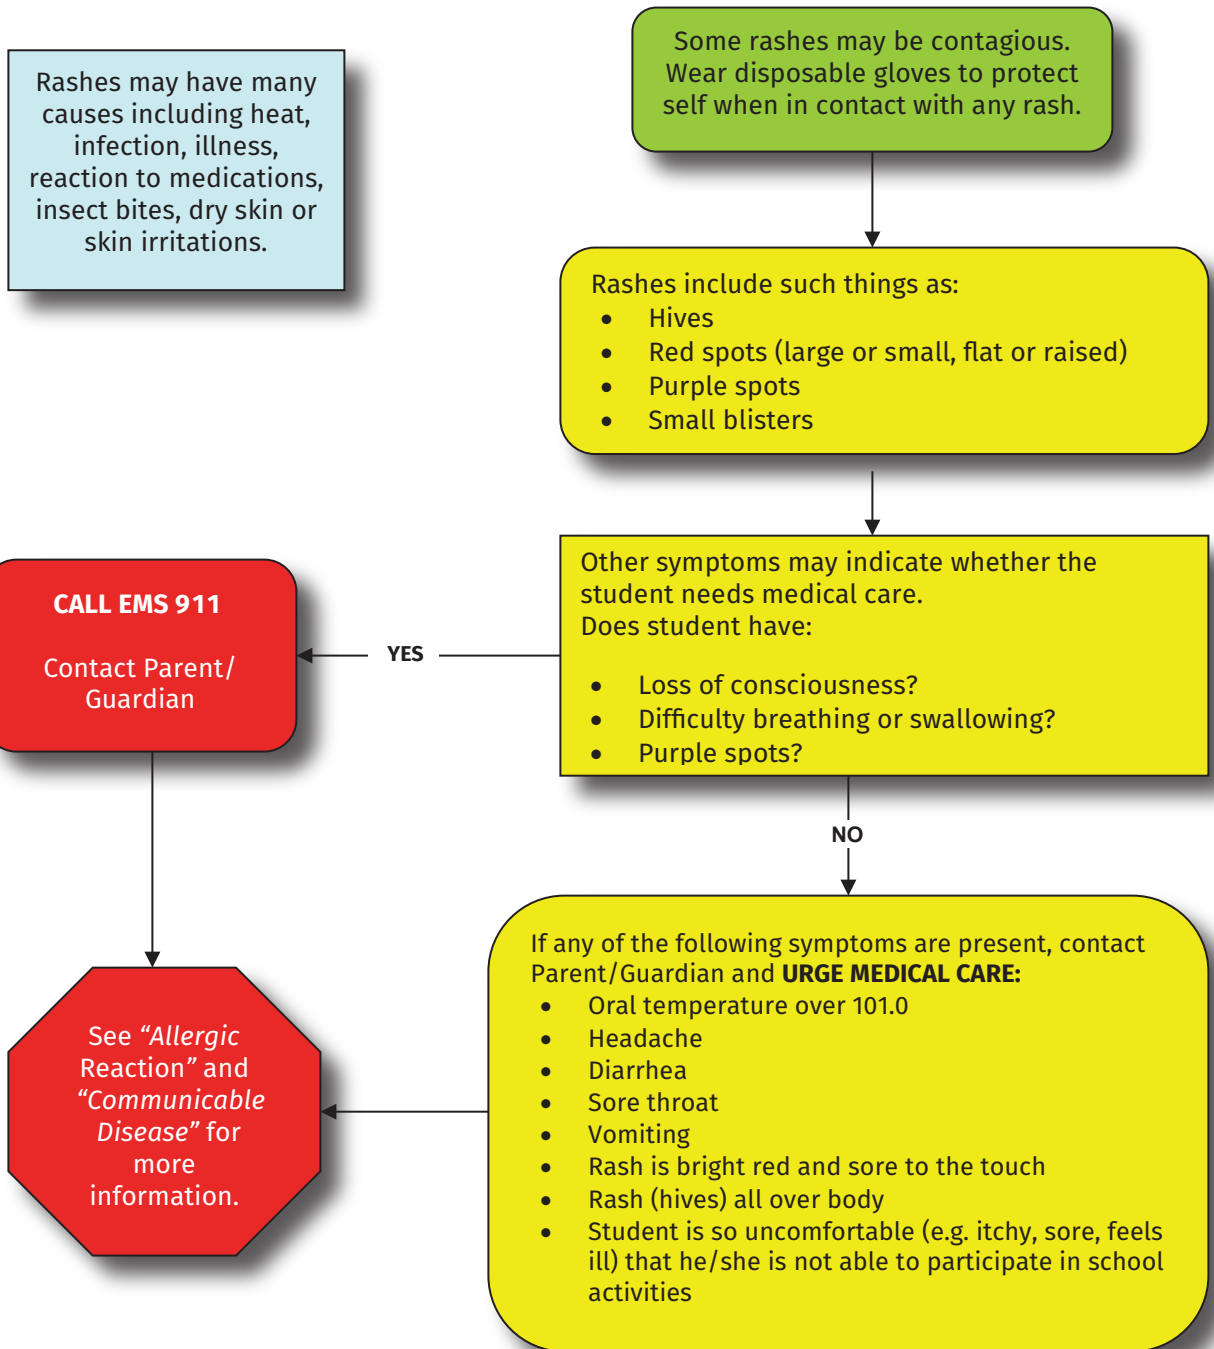 Rashes may have many
causes including heat,
infection, illness,
reaction to medications,
insect bites, dry skin or
skin irritations.
Some rashes may be contagious.
Wear disposable gloves to protect
self when in contact with any rash.
Rashes include such things as:
• Hives
• Red spots (large or small, flat or raised)
• Purple spots
• Small blisters
Other symptoms may indicate whether the
student needs medical care.
Does student have:
• Loss of consciousness?
• Difficulty breathing or swallowing?
• Purple spots?
YES
CALL EMS 911
Contact Parent/
Guardian
NO
If any of the following symptoms are present, contact
Parent/Guardian and URGE MEDICAL CARE:
• Oral temperature over 101.0
• Headache
• Diarrhea
• Sore throat
• Vomiting
• Rash is bright red and sore to the touch
• Rash (hives) all over body
• Student is so uncomfortable (e.g. itchy, sore, feels
ill) that he/she is not able to participate in school
activities
See “Allergic
Reaction” and
“Communicable
Disease” for
more
information.